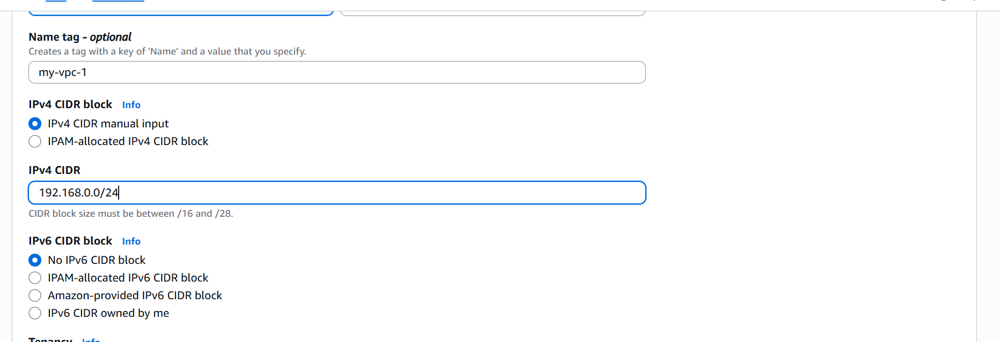 Name tag - optional
Creates a tag with a key of 'Name' and a value that you specify.
my-vpc-1
IPv4 CIDR block Info
IPv4 CIDR manual input
IPAM-allocated IPv4 CIDR block
IPv4 CIDR
192.168.0.0/24
CIDR block size must be between /16 and /28.
IPv6 CIDR block Info
No IPv6 CIDR block
IPAM-allocated IPv6 CIDR block
Amazon-provided IPv6 CIDR block
IPv6 CIDR owned by me
Tenancy Info